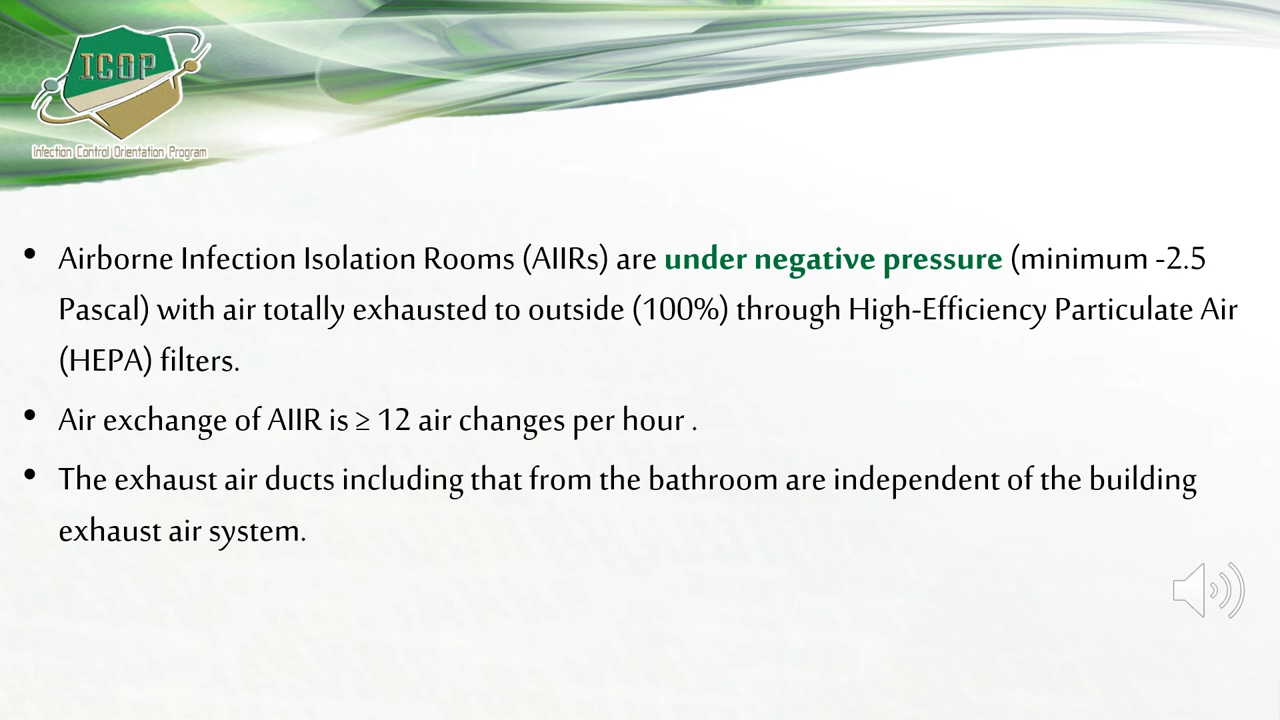 ICOP
Infection Control Orientation Program
• Airborne Infection Isolation Rooms (AIIRs) are under negative pressure (minimum -2.5
Pascal) with air totally exhausted to outside (100%) through High-Efficiency Particulate Air
(HEPA) filters.
• Air exchange of AIIR is ≥ 12 air changes per hour .
• The exhaust air ducts including that from the bathroom are independent of the building
exhaust air system.